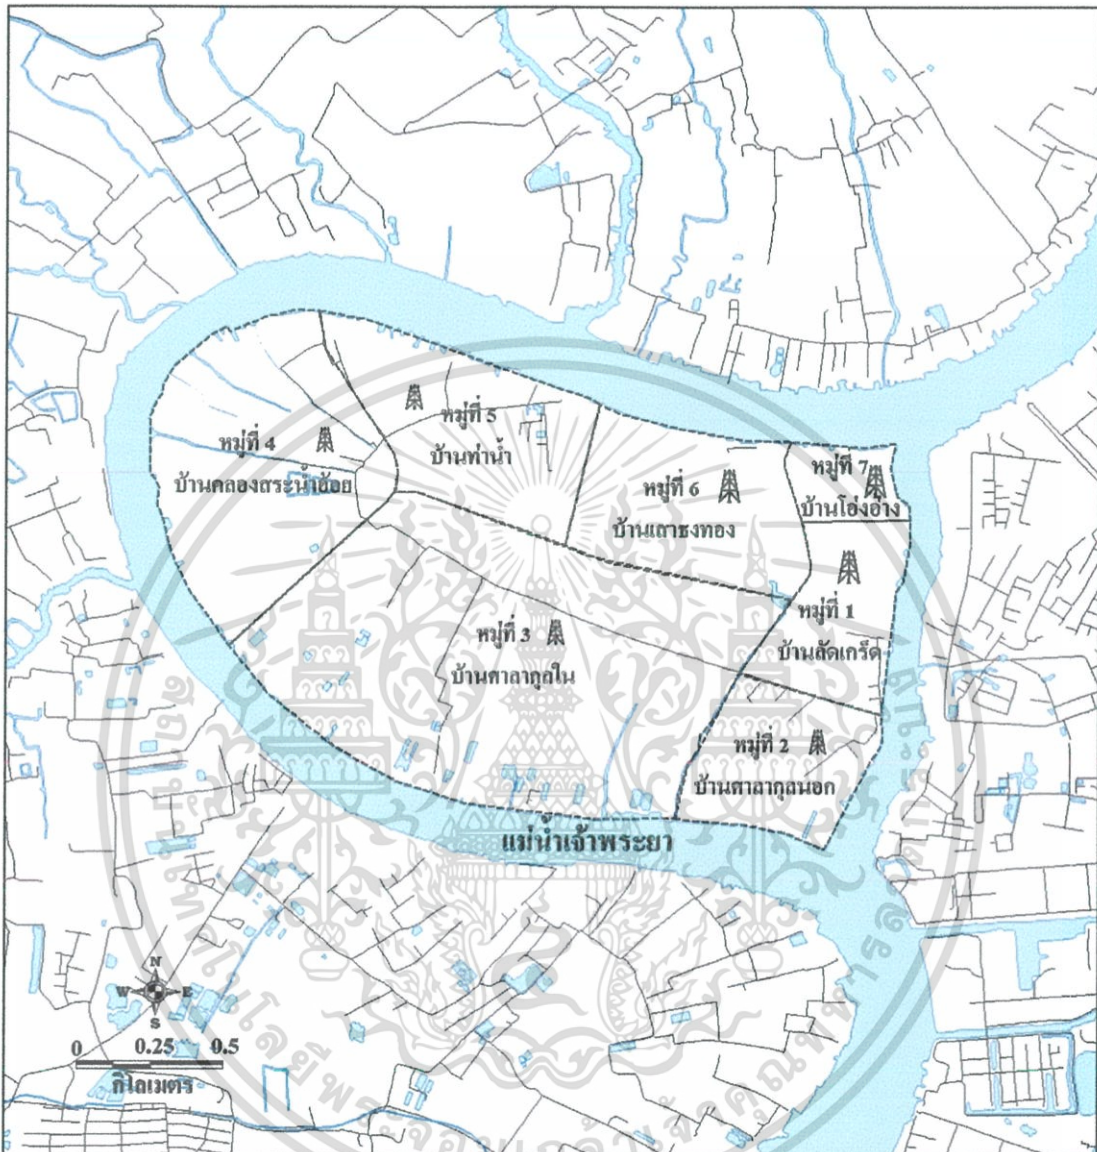 หมู่ที่ 5
บ้านท่าน้ำ
หมู่ที่ 4
บ้านคลองสระน้ำอ้อย
หมู่ที่ 6
บ้านเสาธงทอง
หมู่ที่ 7
บ้านโอ่งอ่าง
หมู่ที่ 1
บ้านลัดเกร็ด
หมู่ที่ 3
บ้านศาลากุลใน
หมู่ที่ 2
บ้านศาลากุลนอก
แม่น้ำเจ้าพระยา
N
W E
S
0 0.25 0.5
กิโลเมตร